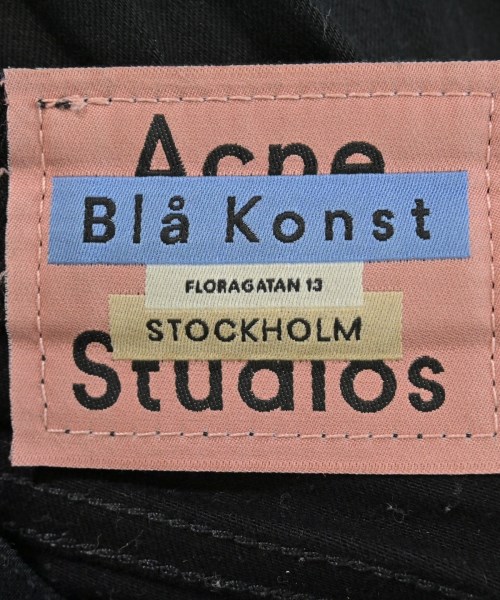 Acne
Blå Konst
FLORAGATAN 13
STOCKHOLM
Studios